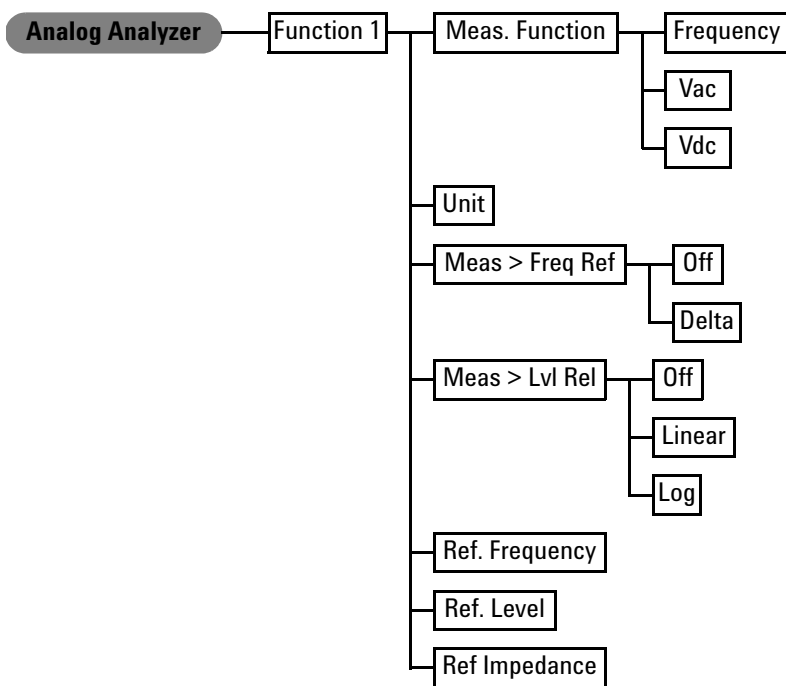 Analog Analyzer
Function 1
Meas. Function
Frequency
Vac
Vdc
Unit
Meas > Freq Ref
Off
Delta
Meas > Lvl Rel
Off
Linear
Log
Ref. Frequency
Ref. Level
Ref Impedance